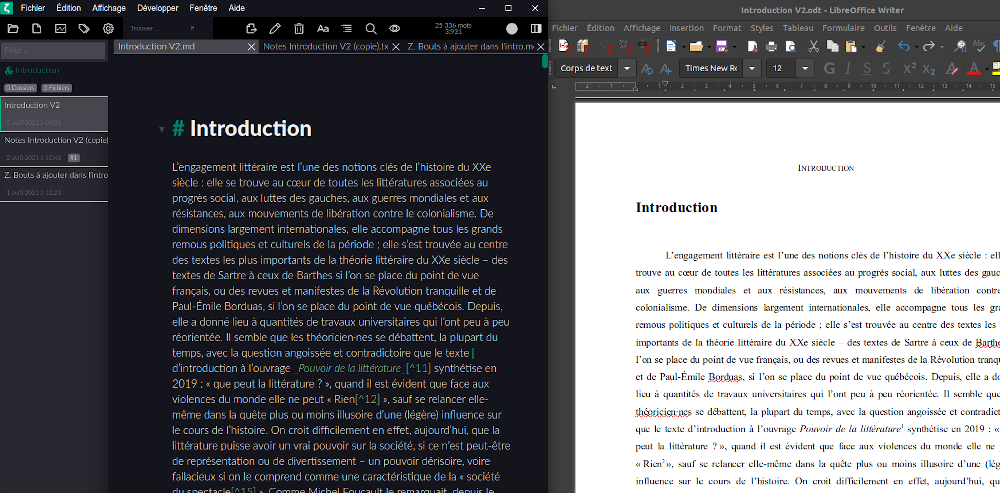 Fichier Édition Affichage Développer Fenêtre Aide
Trouver...
25 336 mots
3:931
Filtrer ...
Introduction
0 Dossiers 3 Fichiers
Introduction V2
Notes Introduction V2 (copie)
#1
Z. Bouts à ajouter dans l'intro
1 avril 2021 à 12:20
Introduction V2.md
Notes Introduction V2 (copie).tx
Z. Bouts à ajouter dans l'intro.m
# Introduction
L'engagement littéraire est l'une des notions clés de l'histoire du XXe
siècle : elle se trouve au cœur de toutes les littératures associées au
progrès social, aux luttes des gauches, aux guerres mondiales et aux
résistances, aux mouvements de libération contre le colonialisme. De
dimensions largement internationales, elle accompagne tous les grands
remous politiques et culturels de la période ; elle s'est trouvée au centre
des textes les plus importants de la théorie littéraire du XXe siècle – des
textes de Sartre à ceux de Barthes si l'on se place du point de vue
français, ou des revues et manifestes de la Révolution tranquille et de
Paul-Émile Borduas, si l'on se place du point de vue québécois. Depuis,
elle a donné lieu à quantités de travaux universitaires qui l'ont peu à peu
réorientée. Il semble que les théoricien·nes se débattent, la plupart du
temps, avec la question angoissée et contradictoire que le texte
d'introduction à l'ouvrage _Pouvoir de la littérature_[^11] synthétise en
2019 : « que peut la littérature ? », quand il est évident que face aux
violences du monde elle ne peut « Rien[^12] », sauf se relancer elle-
même dans la quête plus ou moins illusoire d'une (légère) influence sur
le cours de l'histoire. On croit difficilement en effet, aujourd'hui, que la
littérature puisse avoir un vrai pouvoir sur la société, si ce n'est peut-être
de représentation ou de divertissement – un pouvoir dérisoire, voire
fallacieux si on le comprend comme une caractéristique de la « société
du spectacle[^15] ». Comme Michel Foucault le remarquait, depuis le
Introduction V2.odt - LibreOffice Writer
Fichier Édition Affichage Insertion Format Styles Tableau Formulaire Outils Fenêtre Aide
Corps de text
Times New Ro
12
G I S S
2 1 1 2 3 4 5 6 7 8 9 10 11 12 13 14 15
INTRODUCTION
Introduction
L'engagement littéraire est l'une des notions clés de l'histoire du XXe siècle : ell
trouve au cœur de toutes les littératures associées au progrès social, aux luttes des gauc
aux guerres mondiales et aux résistances, aux mouvements de libération contre
colonialisme. De dimensions largement internationales, elle accompagne tous les gran
remous politiques et culturels de la période ; elle s'est trouvée au centre des textes les
importants de la théorie littéraire du XXe siècle – des textes de Sartre à ceux de Barthe
l'on se place du point de vue français, ou des revues et manifestes de la Révolution tranqu
et de Paul-Émile Borduas, si l'on se place du point de vue québécois. Depuis, elle a do
lieu à quantités de travaux universitaires qui l'ont peu à peu réorientée. Il semble que
théoricien·nes se débattent, la plupart du temps, avec la question angoissée et contradict
que le texte d'introduction à l'ouvrage Pouvoir de la littérature¹ synthétise en 2019 : «
peut la littérature ? », quand il est évident que face aux violences du monde elle ne
« Rien² », sauf se relancer elle-même dans la quête plus ou moins illusoire d'une (lég
influence sur le cours de l'histoire. On croit difficilement en effet, aujourd'hui, qu